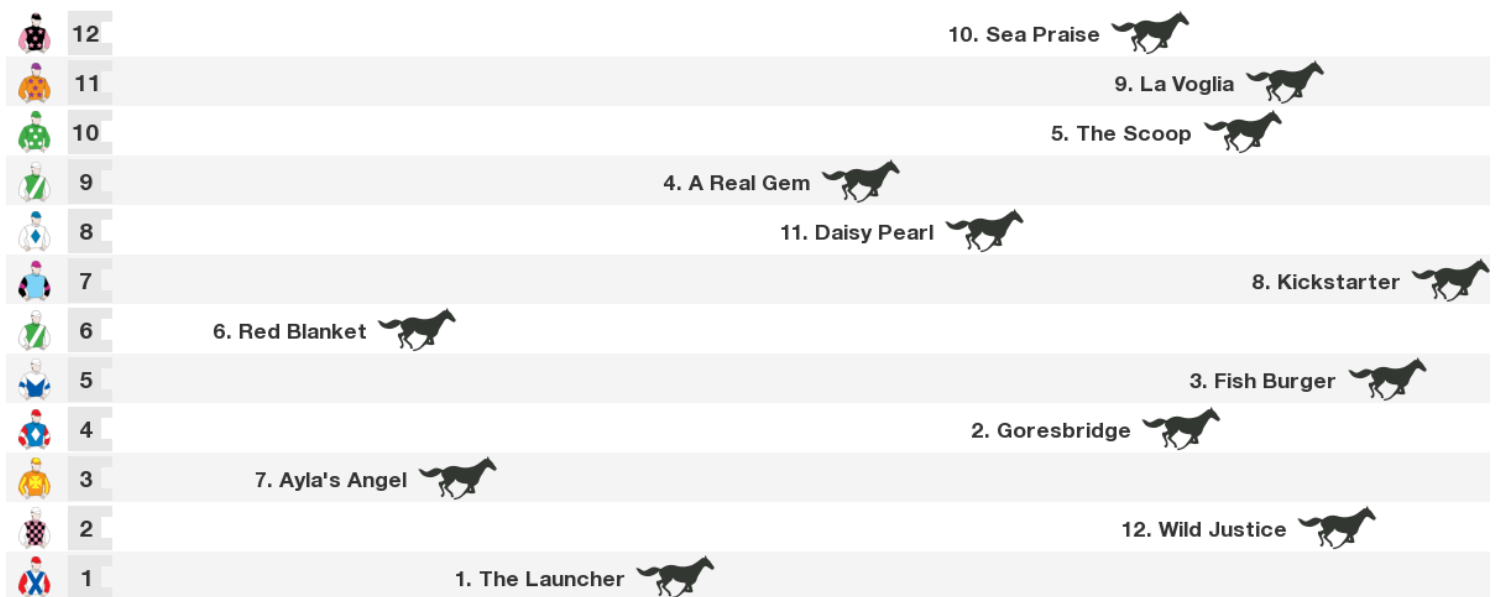 12 10. Sea Praise
11 9. La Voglia
10 5. The Scoop
9 4. A Real Gem
8 11. Daisy Pearl
7 8. Kickstarter
6 6. Red Blanket
5 3. Fish Burger
4 2. Goresbridge
3 7. Ayla's Angel
2 12. Wild Justice
1 1. The Launcher